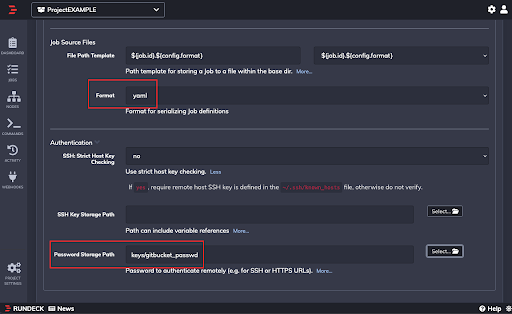 ProjectEXAMPLE
DASHBOARD
JOBS
NODES
COMMANDS
ACTIVITY
WEBHOOKS
PROJECT SETTINGS
Job Source Files
File Path Template ${job.id}.${config.format} ${job.id}.${config.format}
Path template for storing a Job to a file within the base dir. More...
Format yaml
Format for serializing Job definitions
Authentication
SSH: Strict Host Key Checking no
Use strict host key checking. Less
If yes, require remote host SSH key is defined in the ~/.ssh/known_hosts file, otherwise do not verify.
SSH Key Storage Path Select...
Path can include variable references More...
Password Storage Path keys/gitbucket_passwd Select...
Password to authenticate remotely (e.g. for SSH or HTTPS URLs). More...
RUNDECK News Help